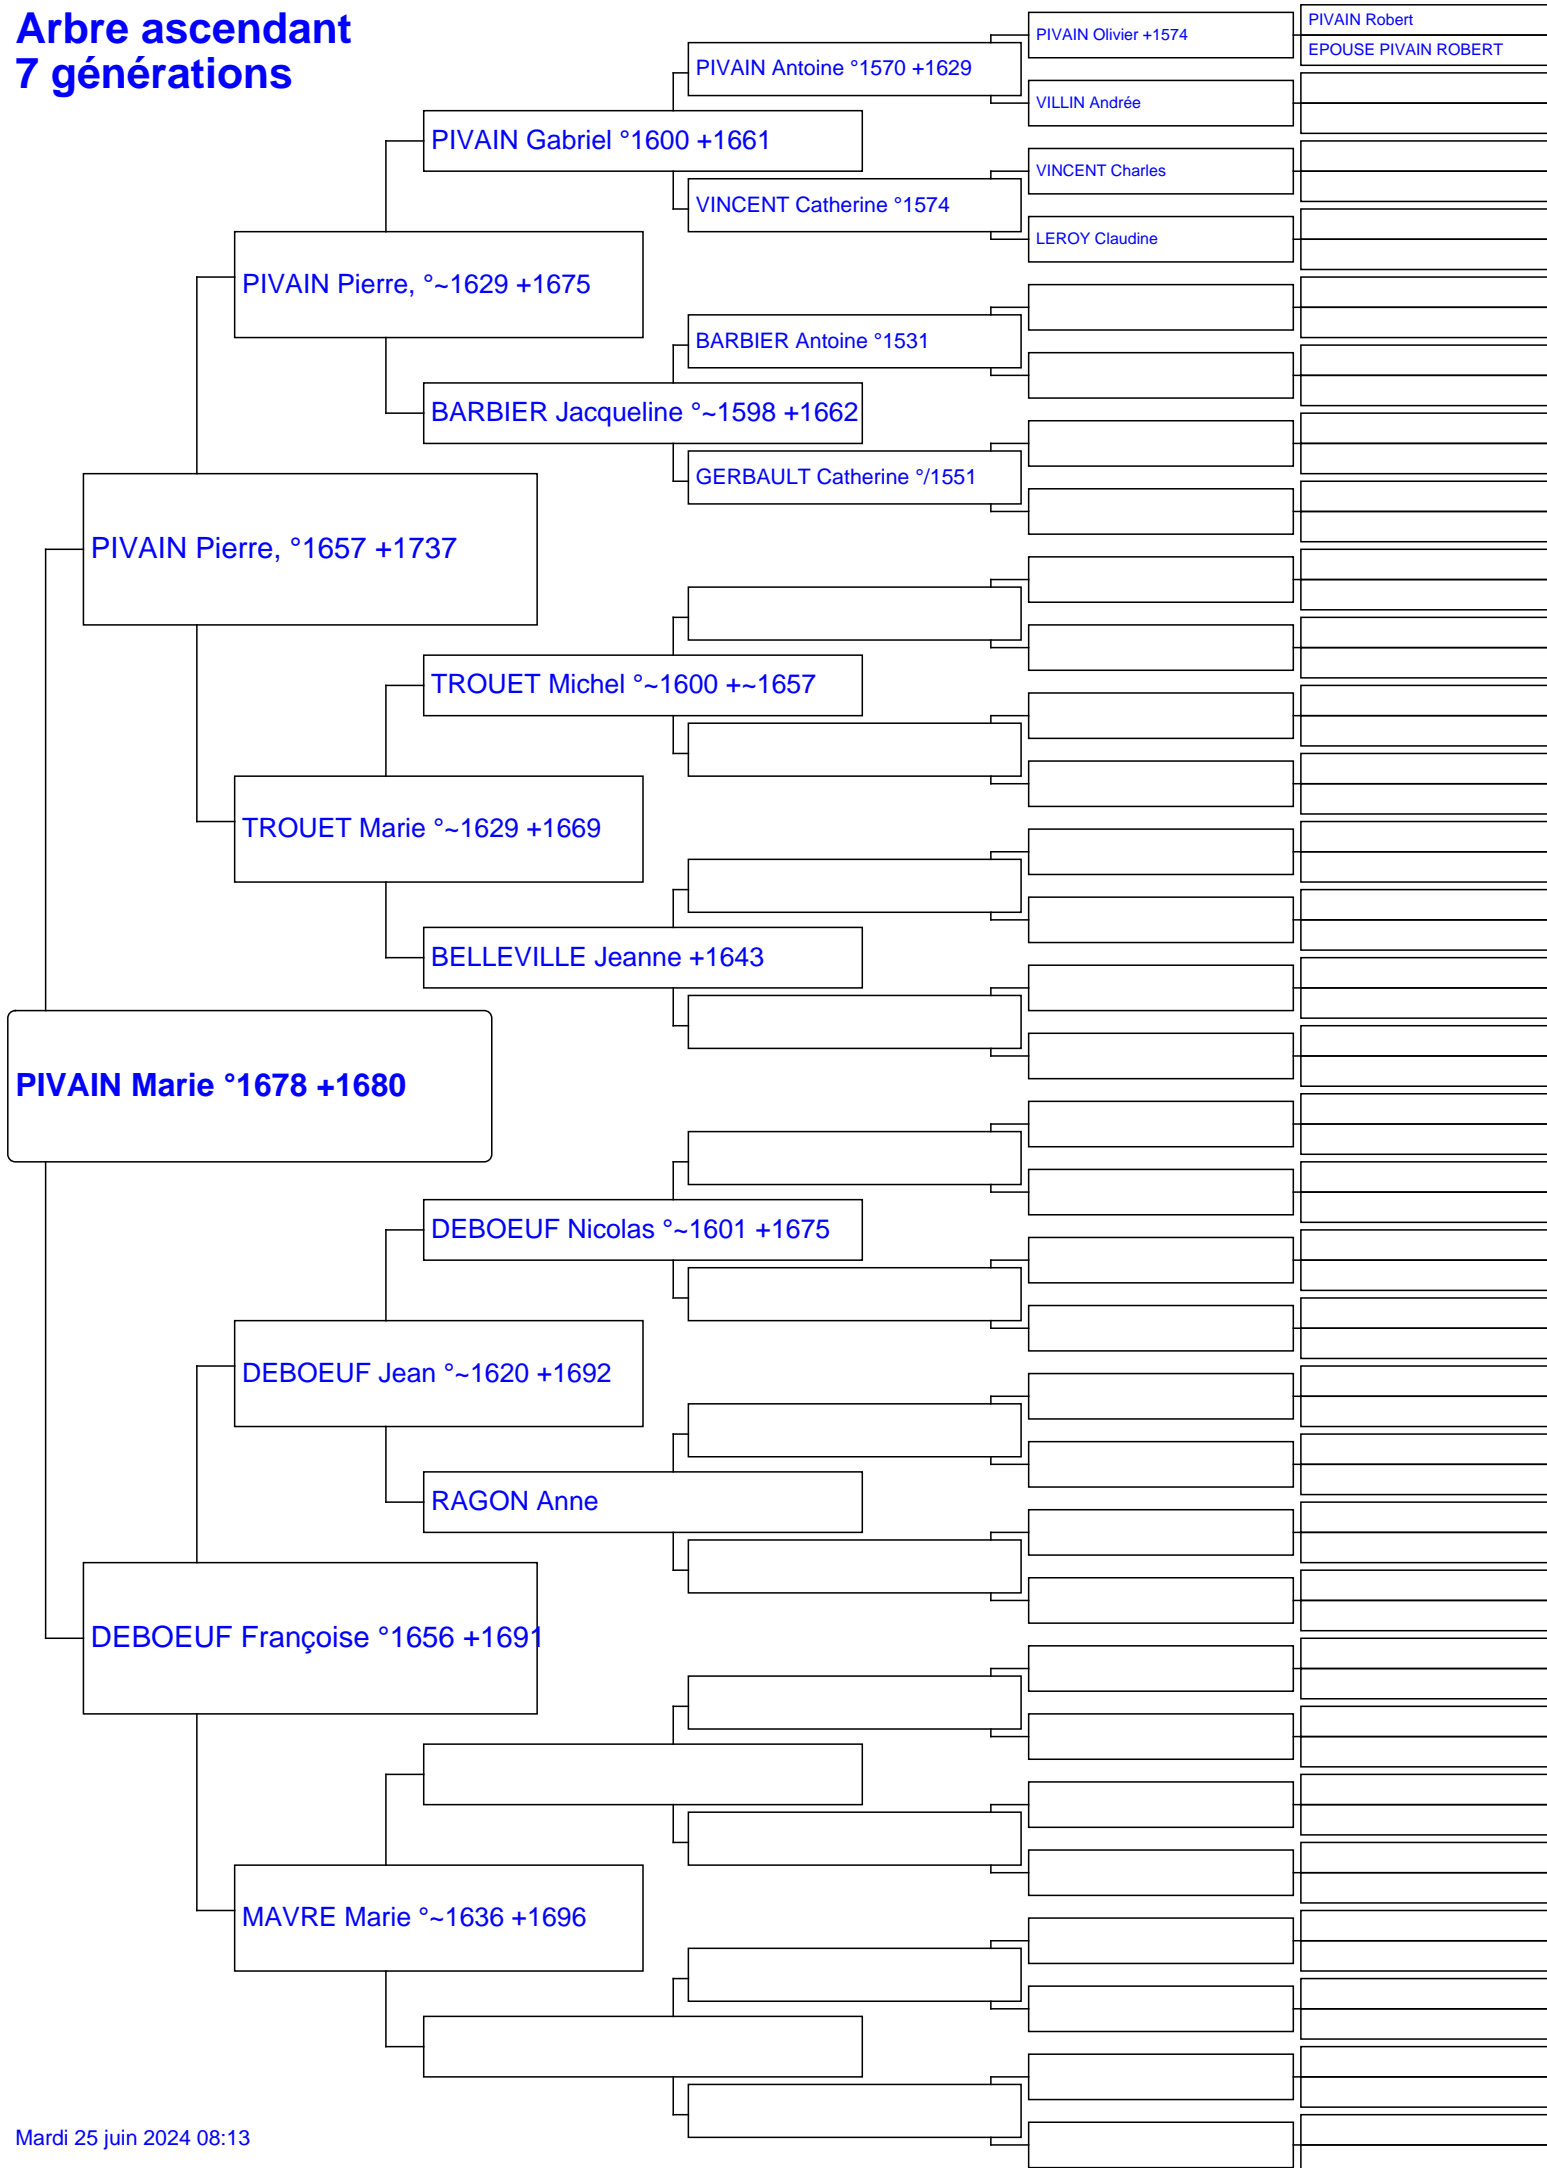 Arbre ascendant
7 générations
PIVAIN Robert
EPOUSE PIVAIN ROBERT
PIVAIN Olivier +1574
PIVAIN Antoine °1570 +1629
VILLIN Andrée
PIVAIN Gabriel °1600 +1661
VINCENT Charles
VINCENT Catherine °1574
LEROY Claudine
PIVAIN Pierre, °~1629 +1675
BARBIER Antoine °1531
BARBIER Jacqueline °~1598 +1662
GERBAULT Catherine °/1551
PIVAIN Pierre, °1657 +1737
TROUET Michel °~1600 +~1657
TROUET Marie °~1629 +1669
BELLEVILLE Jeanne +1643
PIVAIN Marie °1678 +1680
DEBOEUF Nicolas °~1601 +1675
DEBOEUF Jean °~1620 +1692
RAGON Anne
DEBOEUF Françoise °1656 +1691
MAVRE Marie °~1636 +1696
Mardi 25 juin 2024 08:13